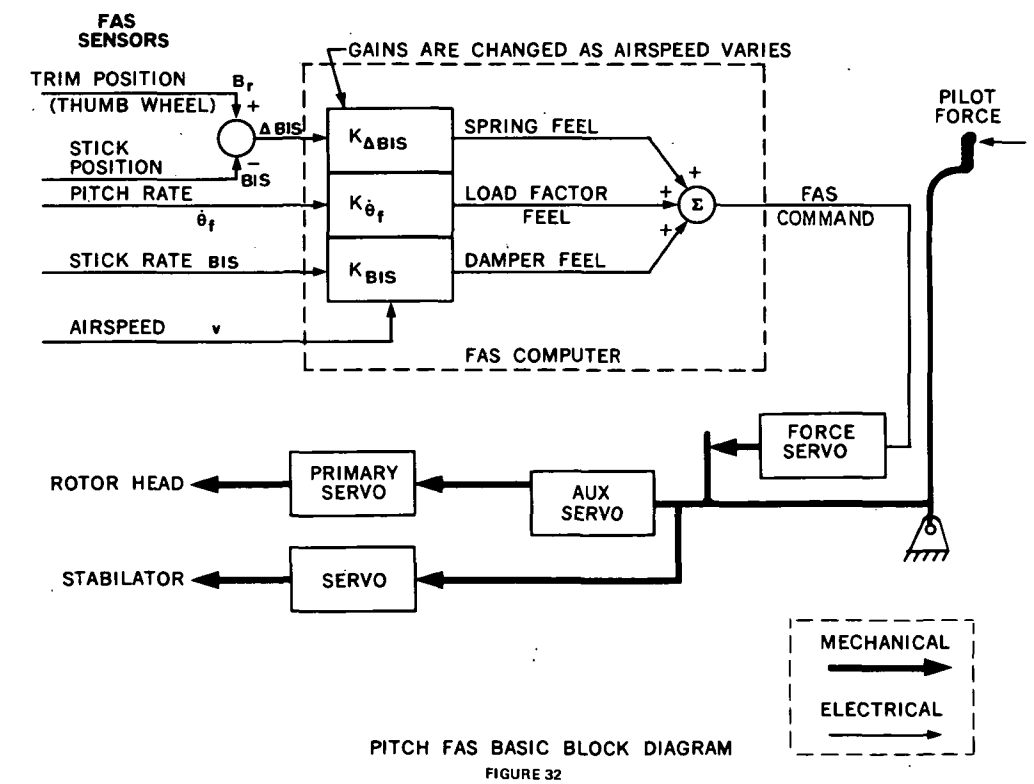 FAS
SENSORS
GAINS ARE CHANGED AS AIRSPEED VARIES
TRIM POSITION
(THUMB WHEEL)
Br
+
ΔBIS
−
BIS
STICK
POSITION
PITCH RATE
θ̇f
STICK RATE BIS
AIRSPEED v
KΔBIS
Kθ̇f
KBIS
SPRING FEEL
LOAD FACTOR
FEEL
DAMPER FEEL
+
+
+
Σ
FAS COMPUTER
FAS
COMMAND
PILOT
FORCE
FORCE
SERVO
ROTOR HEAD
PRIMARY
SERVO
AUX
SERVO
STABILATOR
SERVO
MECHANICAL
ELECTRICAL
PITCH FAS BASIC BLOCK DIAGRAM
FIGURE 32